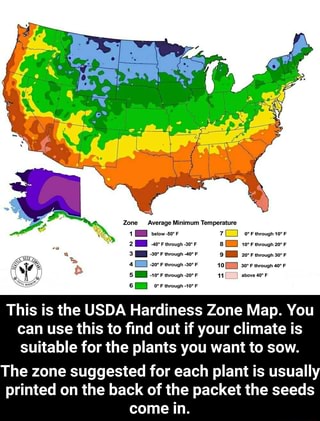 Zone Average Minimum Temperature
1 below -50° F
2 -40° F through -30° F
3 -30° F through -40° F
4 -20° F through -30° F
5 -10° F through -20° F
6 0° F through -10° F
7 0° F through 10° F
8 10° F through 20° F
9 20° F through 30° F
10 30° F through 40° F
11 above 40° F
This is the USDA Hardiness Zone Map. You
can use this to find out if your climate is
suitable for the plants you want to sow.
The zone suggested for each plant is usually
printed on the back of the packet the seeds
come in.